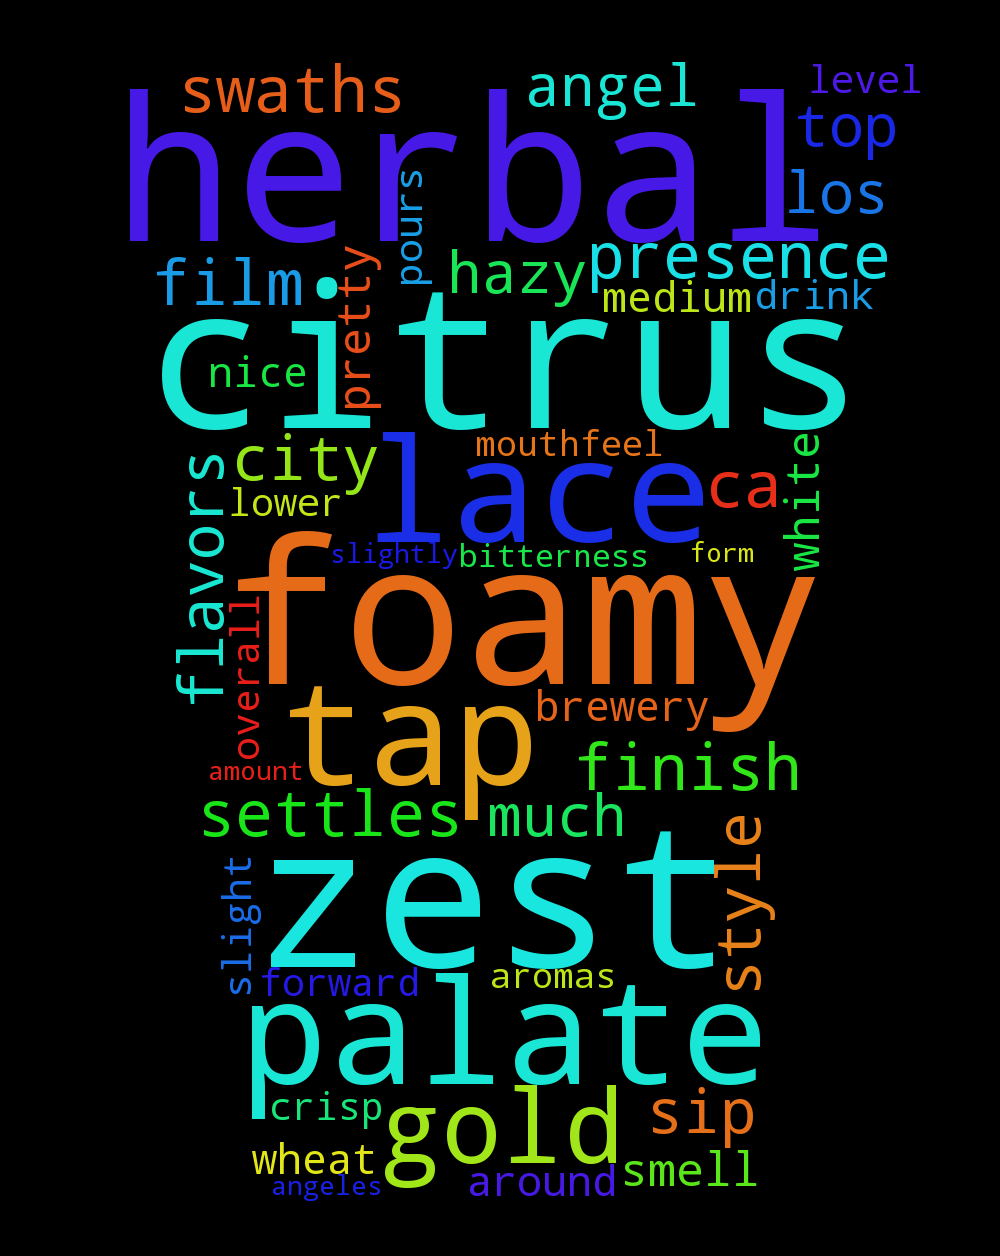 swaths
angel
level
top
herbal
los
pours
presence
hazy
film
pretty
medium
drink
citrus
nice
city
mouthfeel
lace
ca
white
flavors
lower
slightly
bitterness
form
foamy
overall
tap
brewery
amount
finish
settles
much
zest
style
slight
forward
aromas
palate
crisp
gold
sip
wheat
smell
angeles
around